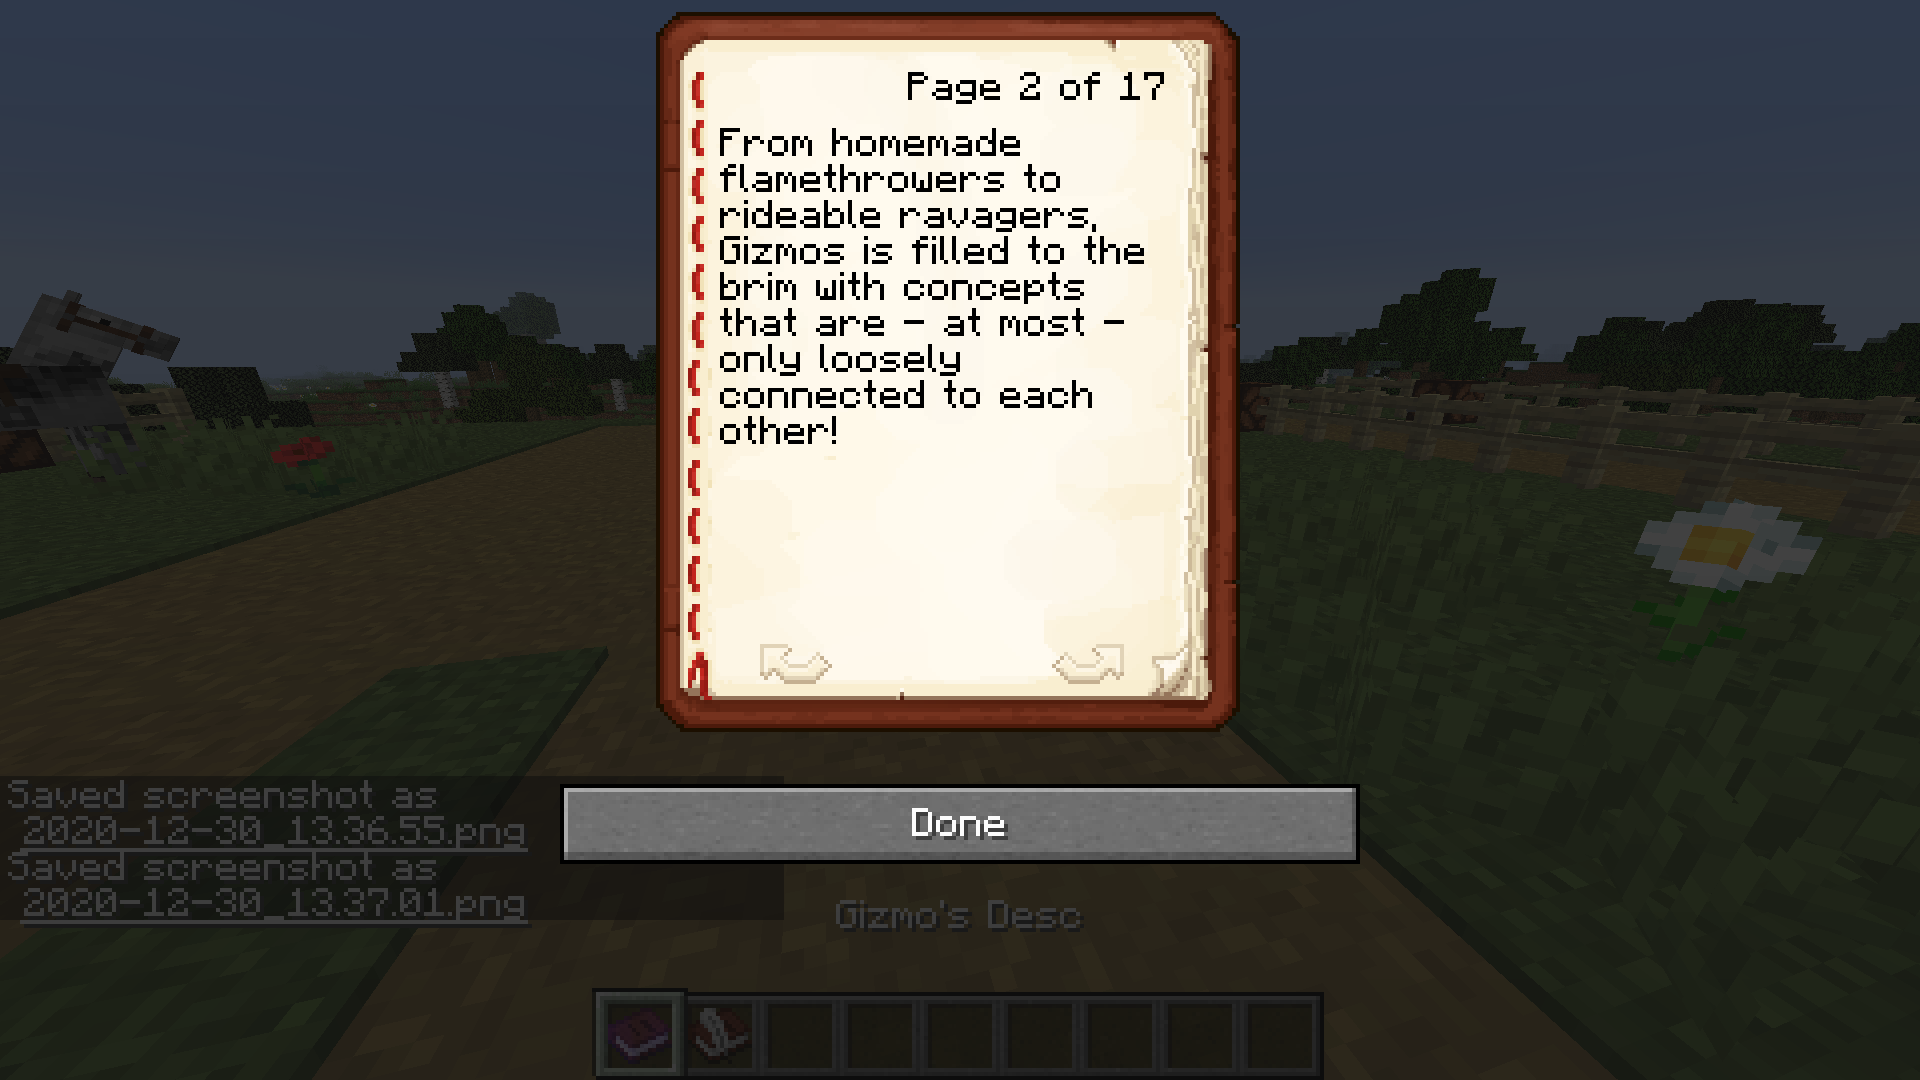 Page 2 of 17
From homemade
flamethrowers to
rideable ravagers,
Gizmos is filled to the
brim with concepts
that are - at most -
only loosely
connected to each
other!
Saved screenshot as
2020-12-30_13.36.55.png
Saved screenshot as
2020-12-30_13.37.01.png
Done
Gizmo's Desc